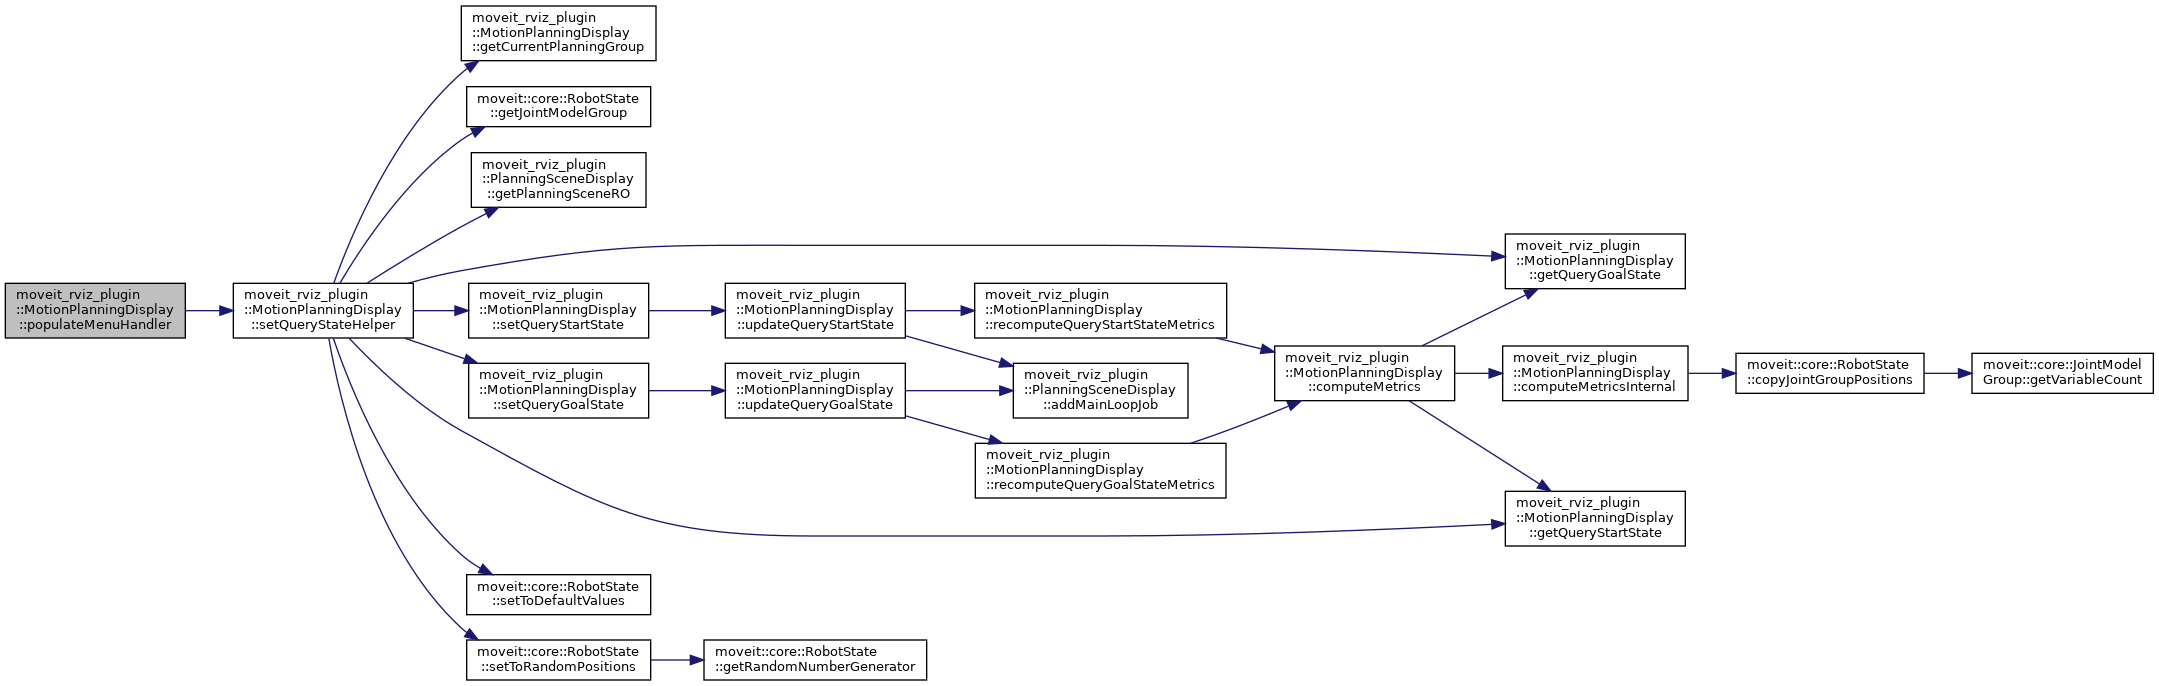 moveit_rviz_plugin
::MotionPlanningDisplay
::populateMenuHandler
moveit_rviz_plugin
::MotionPlanningDisplay
::setQueryStateHelper
moveit_rviz_plugin
::MotionPlanningDisplay
::getCurrentPlanningGroup
moveit::core::RobotState
::getJointModelGroup
moveit_rviz_plugin
::PlanningSceneDisplay
::getPlanningSceneRO
moveit_rviz_plugin
::MotionPlanningDisplay
::getQueryGoalState
moveit_rviz_plugin
::MotionPlanningDisplay
::setQueryStartState
moveit_rviz_plugin
::MotionPlanningDisplay
::updateQueryStartState
moveit_rviz_plugin
::MotionPlanningDisplay
::recomputeQueryStartStateMetrics
moveit_rviz_plugin
::MotionPlanningDisplay
::setQueryGoalState
moveit_rviz_plugin
::MotionPlanningDisplay
::updateQueryGoalState
moveit_rviz_plugin
::PlanningSceneDisplay
::addMainLoopJob
moveit_rviz_plugin
::MotionPlanningDisplay
::computeMetrics
moveit_rviz_plugin
::MotionPlanningDisplay
::computeMetricsInternal
moveit::core::RobotState
::copyJointGroupPositions
moveit::core::JointModel
Group::getVariableCount
moveit_rviz_plugin
::MotionPlanningDisplay
::recomputeQueryGoalStateMetrics
moveit_rviz_plugin
::MotionPlanningDisplay
::getQueryStartState
moveit::core::RobotState
::setToDefaultValues
moveit::core::RobotState
::setToRandomPositions
moveit::core::RobotState
::getRandomNumberGenerator